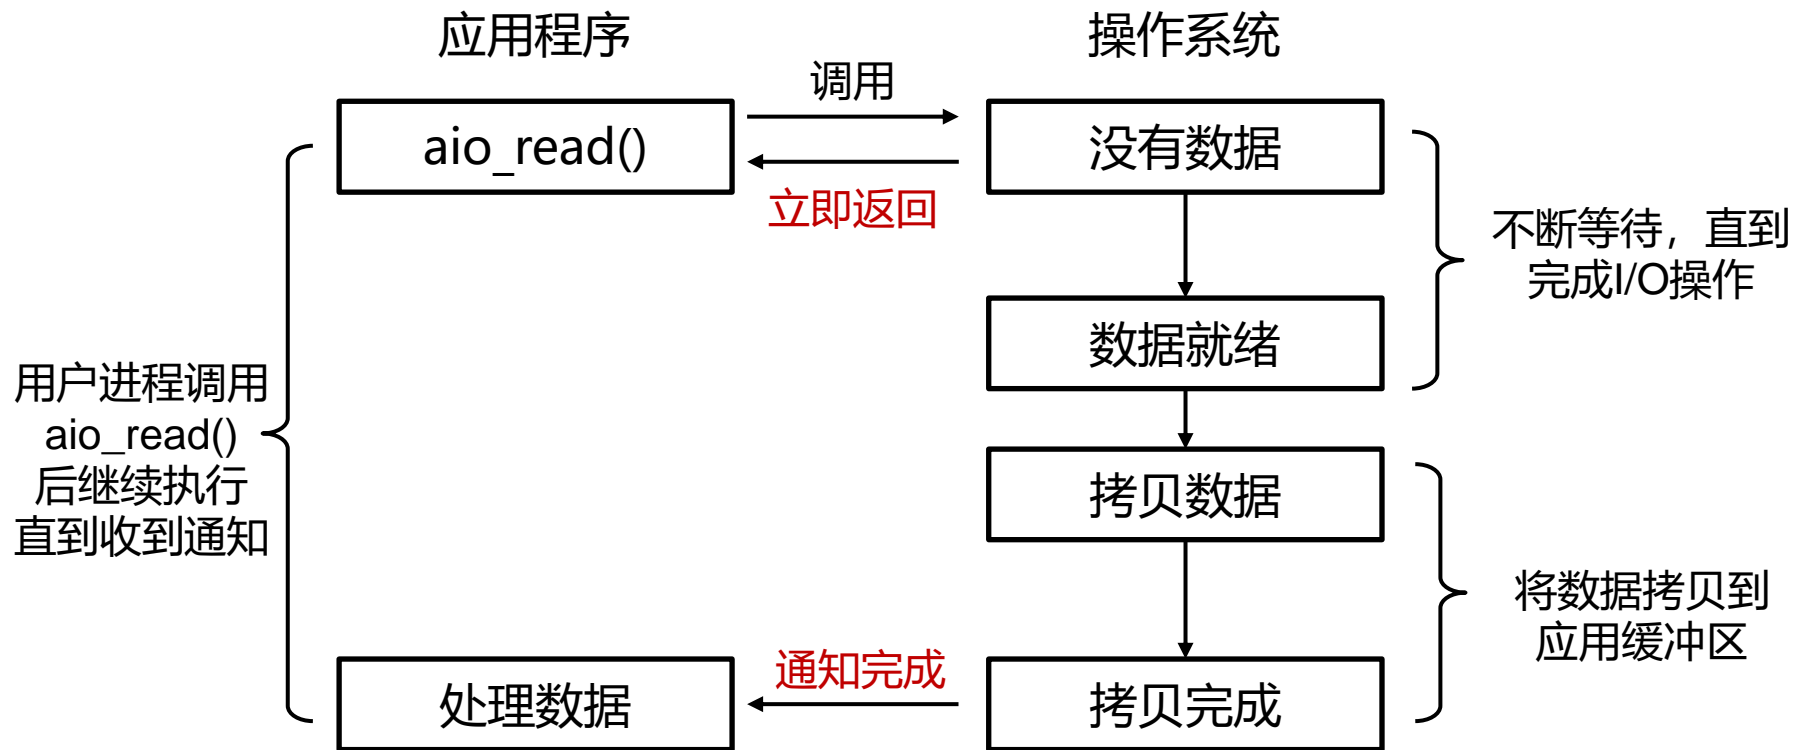 应用程序
操作系统
调用
aio_read()
没有数据
立即返回
不断等待，直到
完成I/O操作
数据就绪
用户进程调用
aio_read()
后继续执行
直到收到通知
拷贝数据
将数据拷贝到
应用缓冲区
通知完成
处理数据
拷贝完成